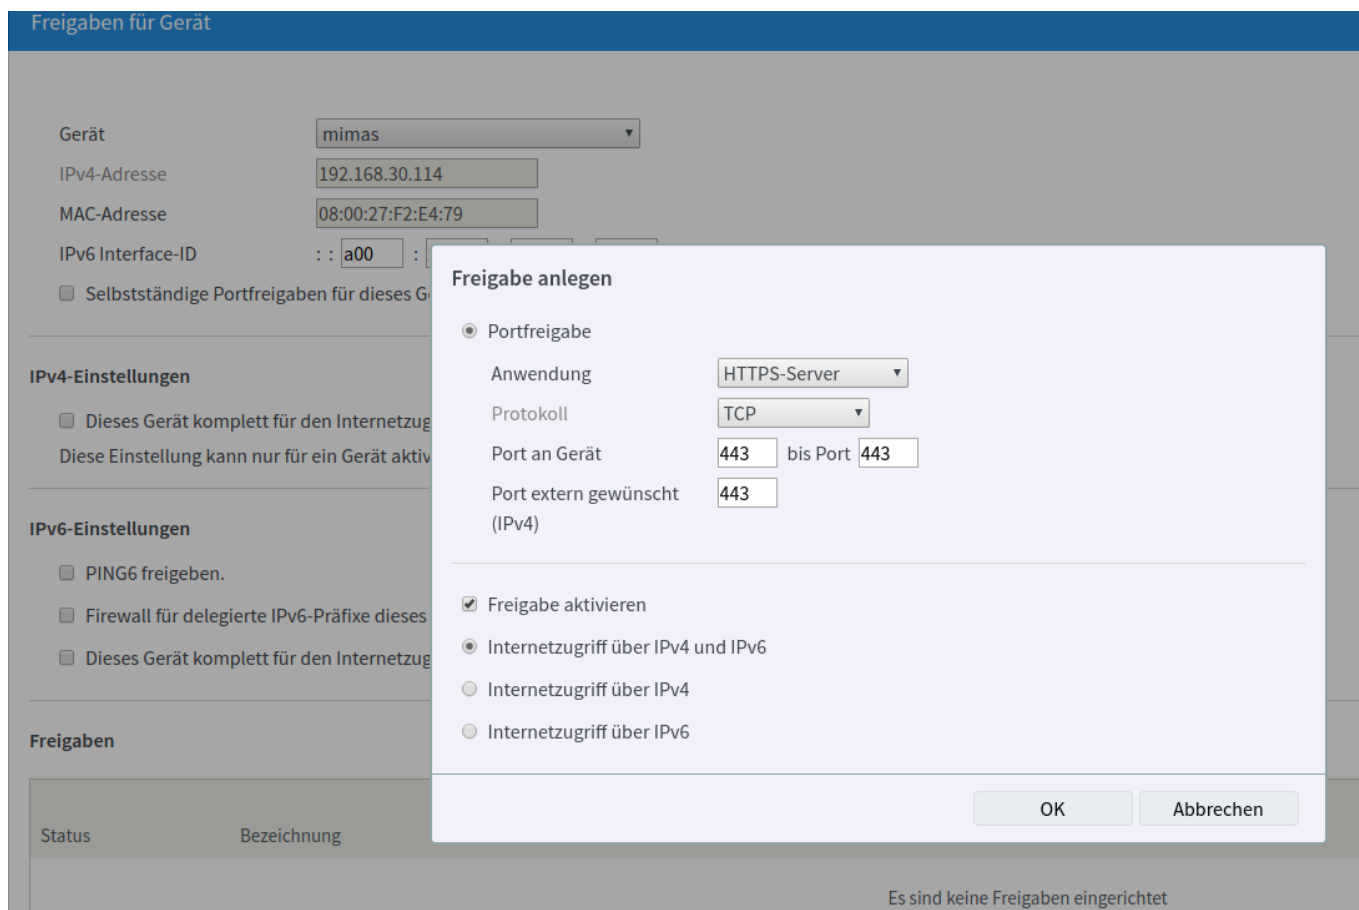 Freigaben für Gerät
Gerät mimas
IPv4-Adresse 192.168.30.114
MAC-Adresse 08:00:27:F2:E4:79
IPv6 Interface-ID : : a00 :
Selbstständige Portfreigaben für dieses G
IPv4-Einstellungen
Dieses Gerät komplett für den Internetzug
Diese Einstellung kann nur für ein Gerät aktiv
IPv6-Einstellungen
PING6 freigeben.
Firewall für delegierte IPv6-Präfixe dieses
Dieses Gerät komplett für den Internetzug
Freigaben
Status Bezeichnung
Es sind keine Freigaben eingerichtet
Freigabe anlegen
Portfreigabe
Anwendung HTTPS-Server
Protokoll TCP
Port an Gerät 443 bis Port 443
Port extern gewünscht 443
(IPv4)
Freigabe aktivieren
Internetzugriff über IPv4 und IPv6
Internetzugriff über IPv4
Internetzugriff über IPv6
OK Abbrechen